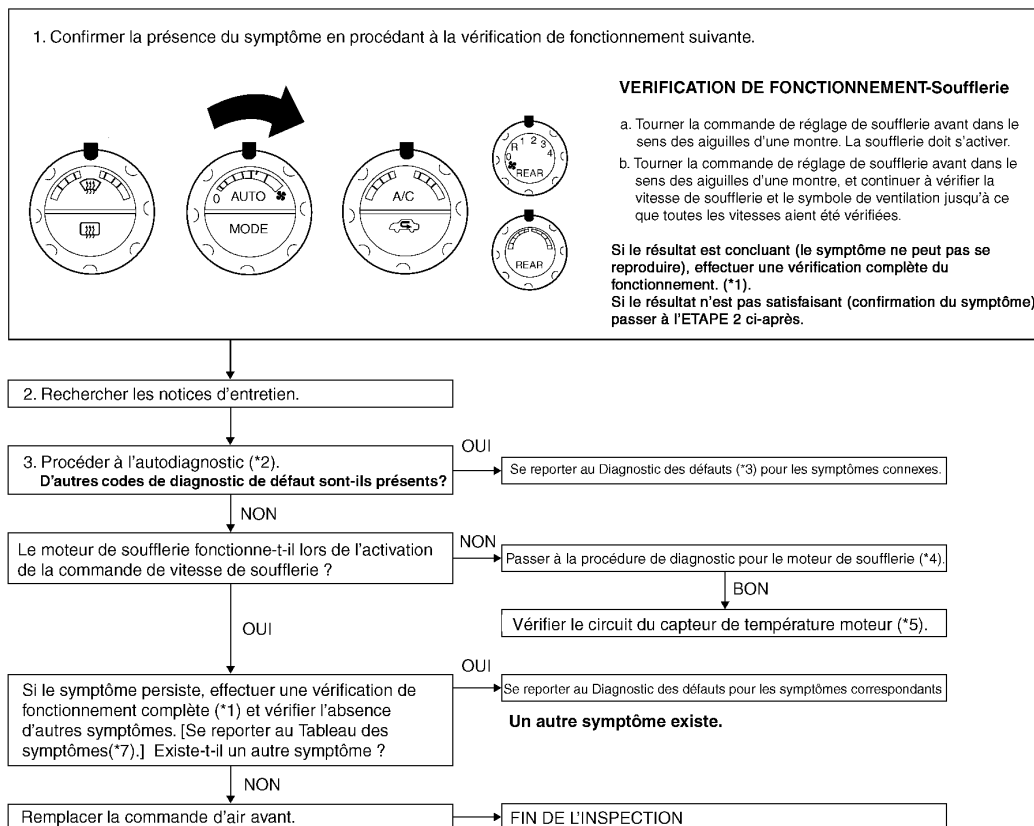 1. Confirmer la présence du symptôme en procédant à la vérification de fonctionnement suivante.
AUTO
0
MODE
A/C
R 1 2 3 4
0
REAR
REAR
VERIFICATION DE FONCTIONNEMENT-Soufflerie
a. Tourner la commande de réglage de soufflerie avant dans le
sens des aiguilles d'une montre. La soufflerie doit s'activer.
b. Tourner la commande de réglage de soufflerie avant dans le
sens des aiguilles d'une montre, et continuer à vérifier la
vitesse de soufflerie et le symbole de ventilation jusqu'à ce
que toutes les vitesses aient été vérifiées.
Si le résultat est concluant (le symptôme ne peut pas se
reproduire), effectuer une vérification complète du
fonctionnement. (*1).
Si le résultat n'est pas satisfaisant (confirmation du symptôme)
passer à l'ETAPE 2 ci-après.
2. Rechercher les notices d'entretien.
3. Procéder à l'autodiagnostic (*2).
D'autres codes de diagnostic de défaut sont-ils présents?
OUI
Se reporter au Diagnostic des défauts (*3) pour les symptômes connexes.
NON
Le moteur de soufflerie fonctionne-t-il lors de l'activation
de la commande de vitesse de soufflerie ?
NON
Passer à la procédure de diagnostic pour le moteur de soufflerie (*4).
BON
Vérifier le circuit du capteur de température moteur (*5).
OUI
Si le symptôme persiste, effectuer une vérification de
fonctionnement complète (*1) et vérifier l'absence
d'autres symptômes. [Se reporter au Tableau des
symptômes(*7).] Existe-t-il un autre symptôme ?
OUI
Se reporter au Diagnostic des défauts pour les symptômes correspondants
Un autre symptôme existe.
NON
Remplacer la commande d'air avant.
FIN DE L'INSPECTION